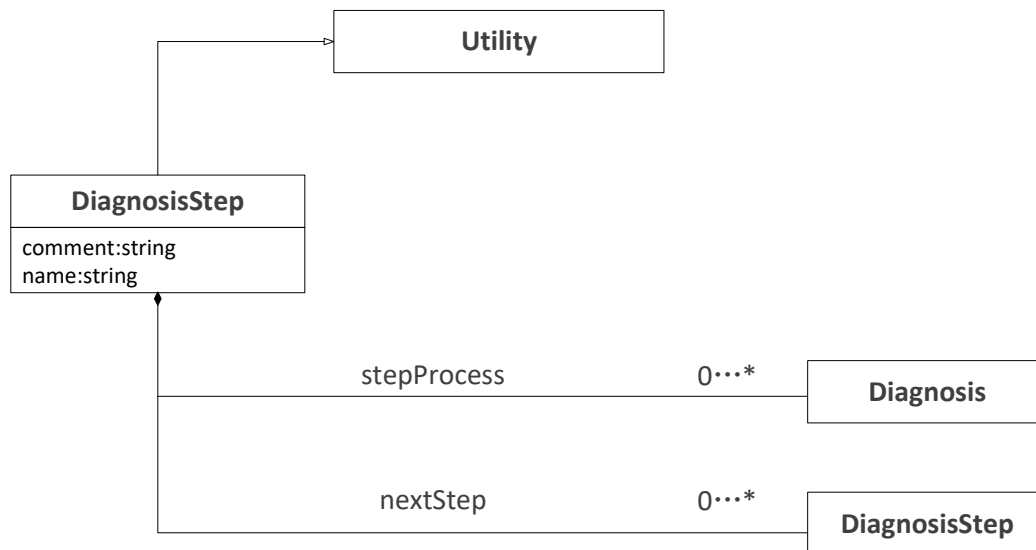 Utility
DiagnosisStep
comment:string
name:string
stepProcess 0···*
Diagnosis
nextStep 0···*
DiagnosisStep